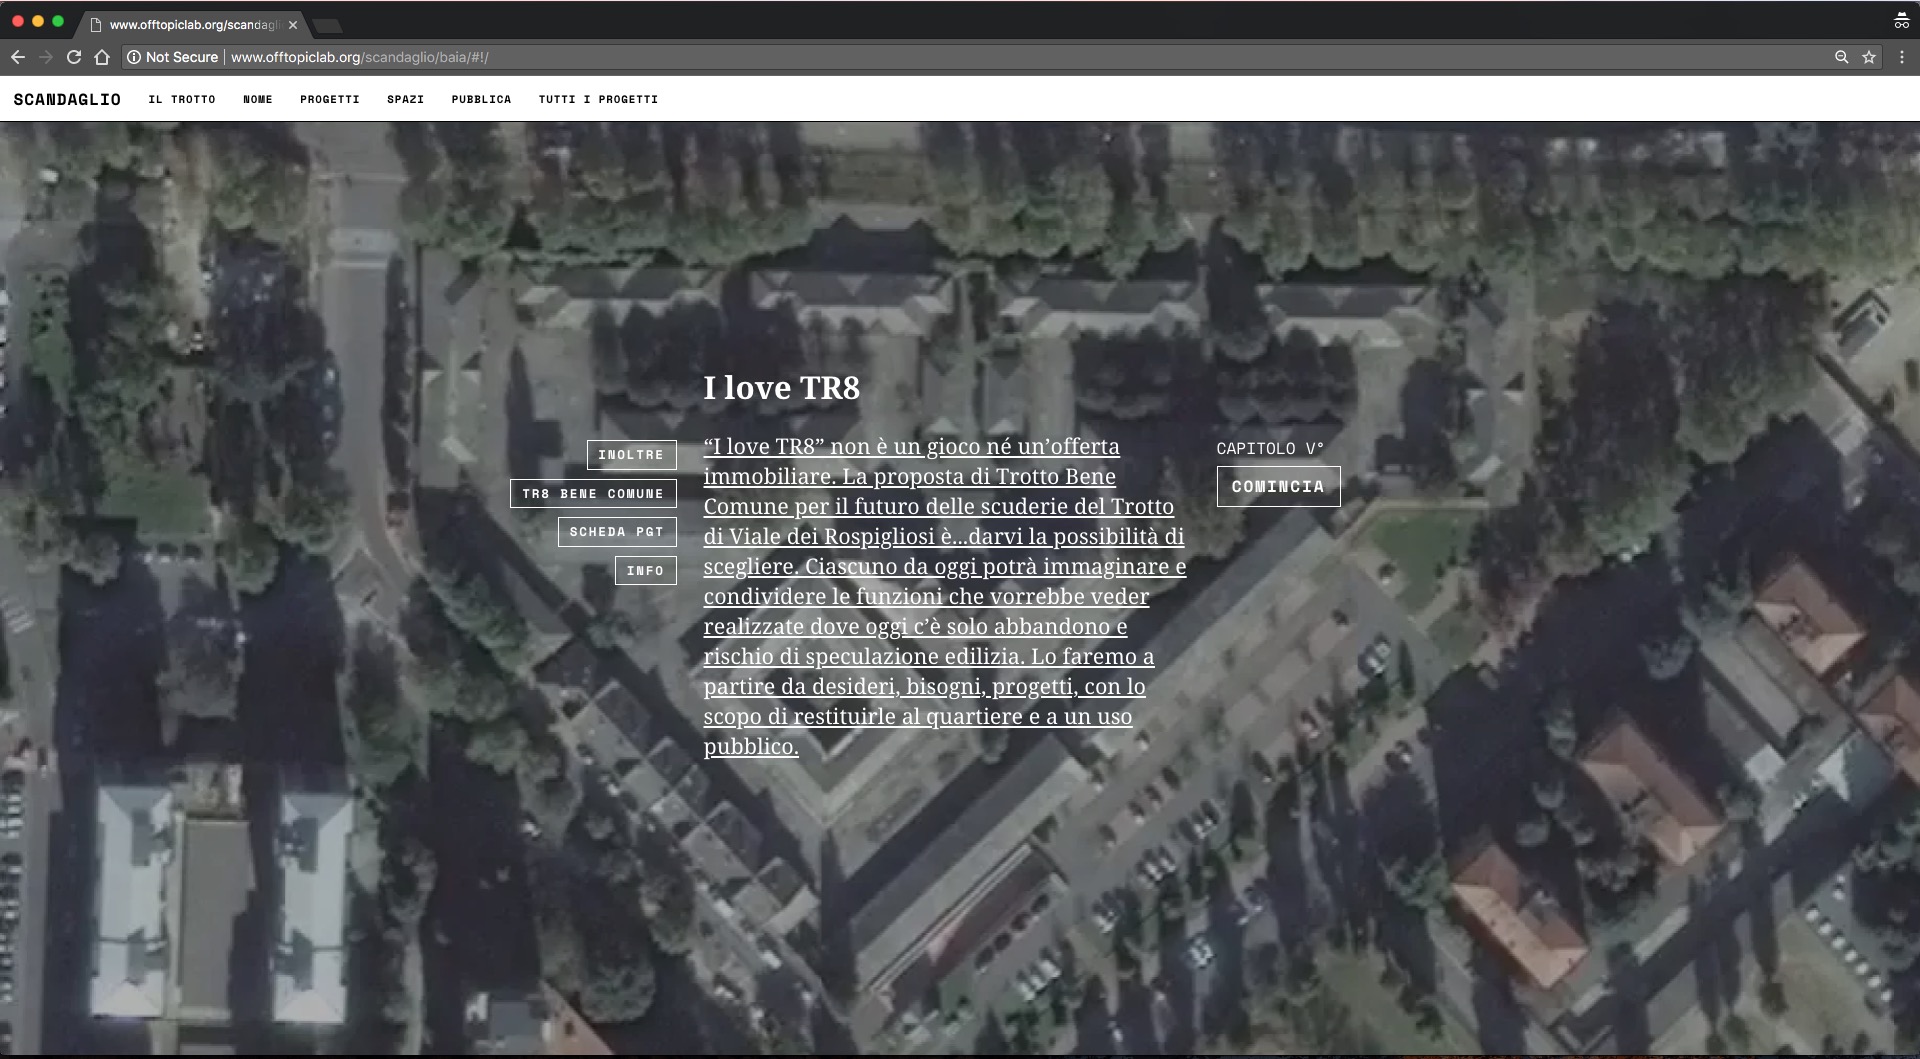 www.offtopiclab.org/scandagli
Not Secure www.offtopiclab.org/scandaglio/baia/#!/
SCANDAGLIO IL TROTTO NOME PROGETTI SPAZI PUBBLICA TUTTI I PROGETTI
I love TR8
INOLTRE
TR8 BENE COMUNE
SCHEDA PGT
INFO
“I love TR8” non è un gioco né un’offerta
immobiliare. La proposta di Trotto Bene
Comune per il futuro delle scuderie del Trotto
di Viale dei Rospigliosi è...darvi la possibilità di
scegliere. Ciascuno da oggi potrà immaginare e
condividere le funzioni che vorrebbe veder
realizzate dove oggi c’è solo abbandono e
rischio di speculazione edilizia. Lo faremo a
partire da desideri, bisogni, progetti, con lo
scopo di restituirle al quartiere e a un uso
pubblico.
CAPITOLO V°
COMINCIA